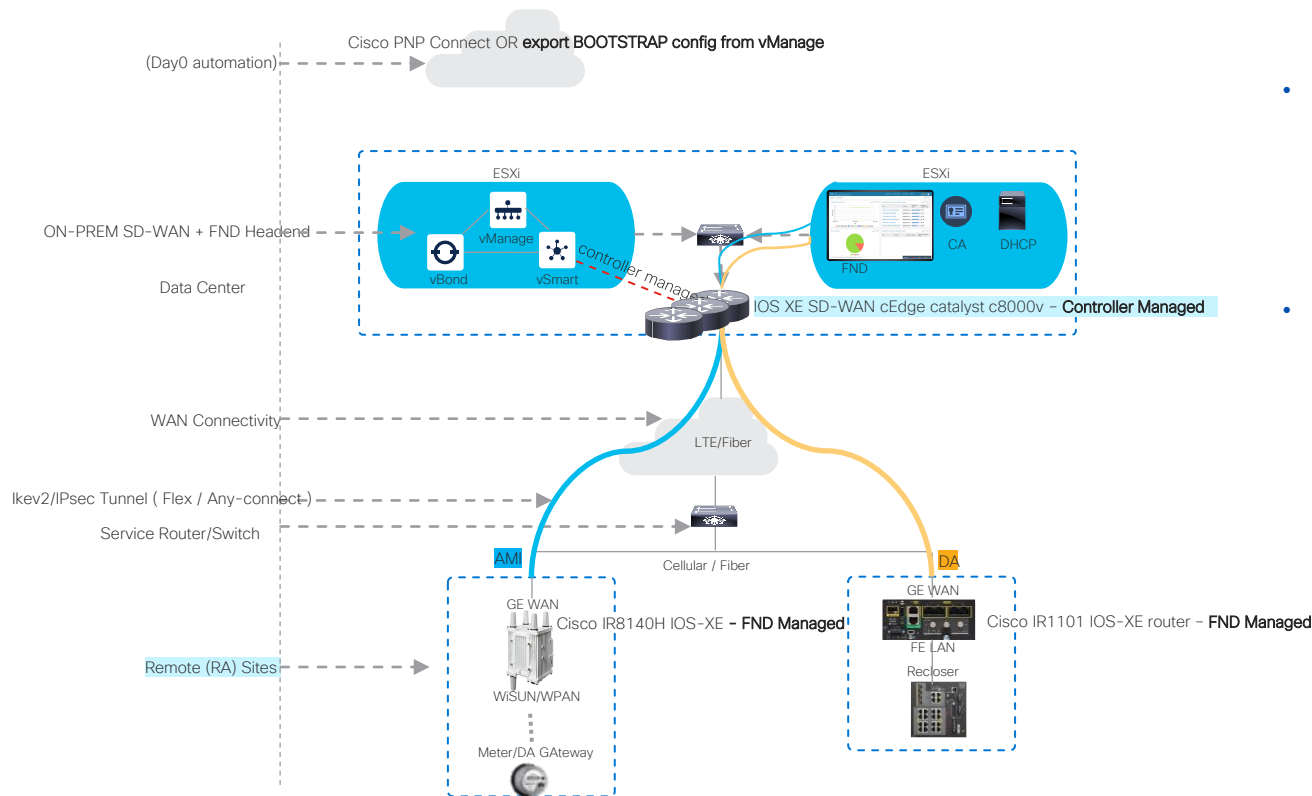 Cisco PNP Connect OR export BOOTSTRAP config from vManage
(Day0 automation)
ESXi
ESXi
vManage
vBond
vSmart
controller manage
FND
CA
DHCP
ON-PREM SD-WAN + FND Headend
Data Center
IOS XE SD-WAN cEdge catalyst c8000v – Controller Managed
WAN Connectivity
LTE/Fiber
Ikev2/IPsec Tunnel ( Flex / Any-connect )
Service Router/Switch
AMI
Cellular / Fiber
DA
GE WAN
GE WAN
Cisco IR8140H IOS-XE – FND Managed
Cisco IR1101 IOS-XE router – FND Managed
FE LAN
Remote (RA) Sites
Recloser
WiSUN/WPAN
Meter/DA GAteway